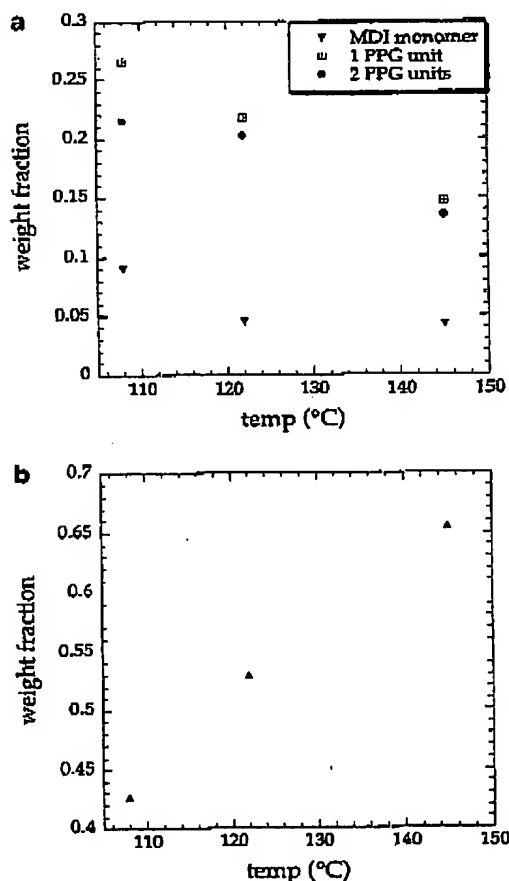 a
0.3
0.25
0.2
0.15
0.1
0.05
0
weight fraction
MDI monomer
1 PPG unit
2 PPG units
110 120 130 140 150
temp (°C)
b
0.7
0.65
0.6
0.55
0.5
0.45
0.4
weight fraction
110 120 130 140 150
temp (°C)